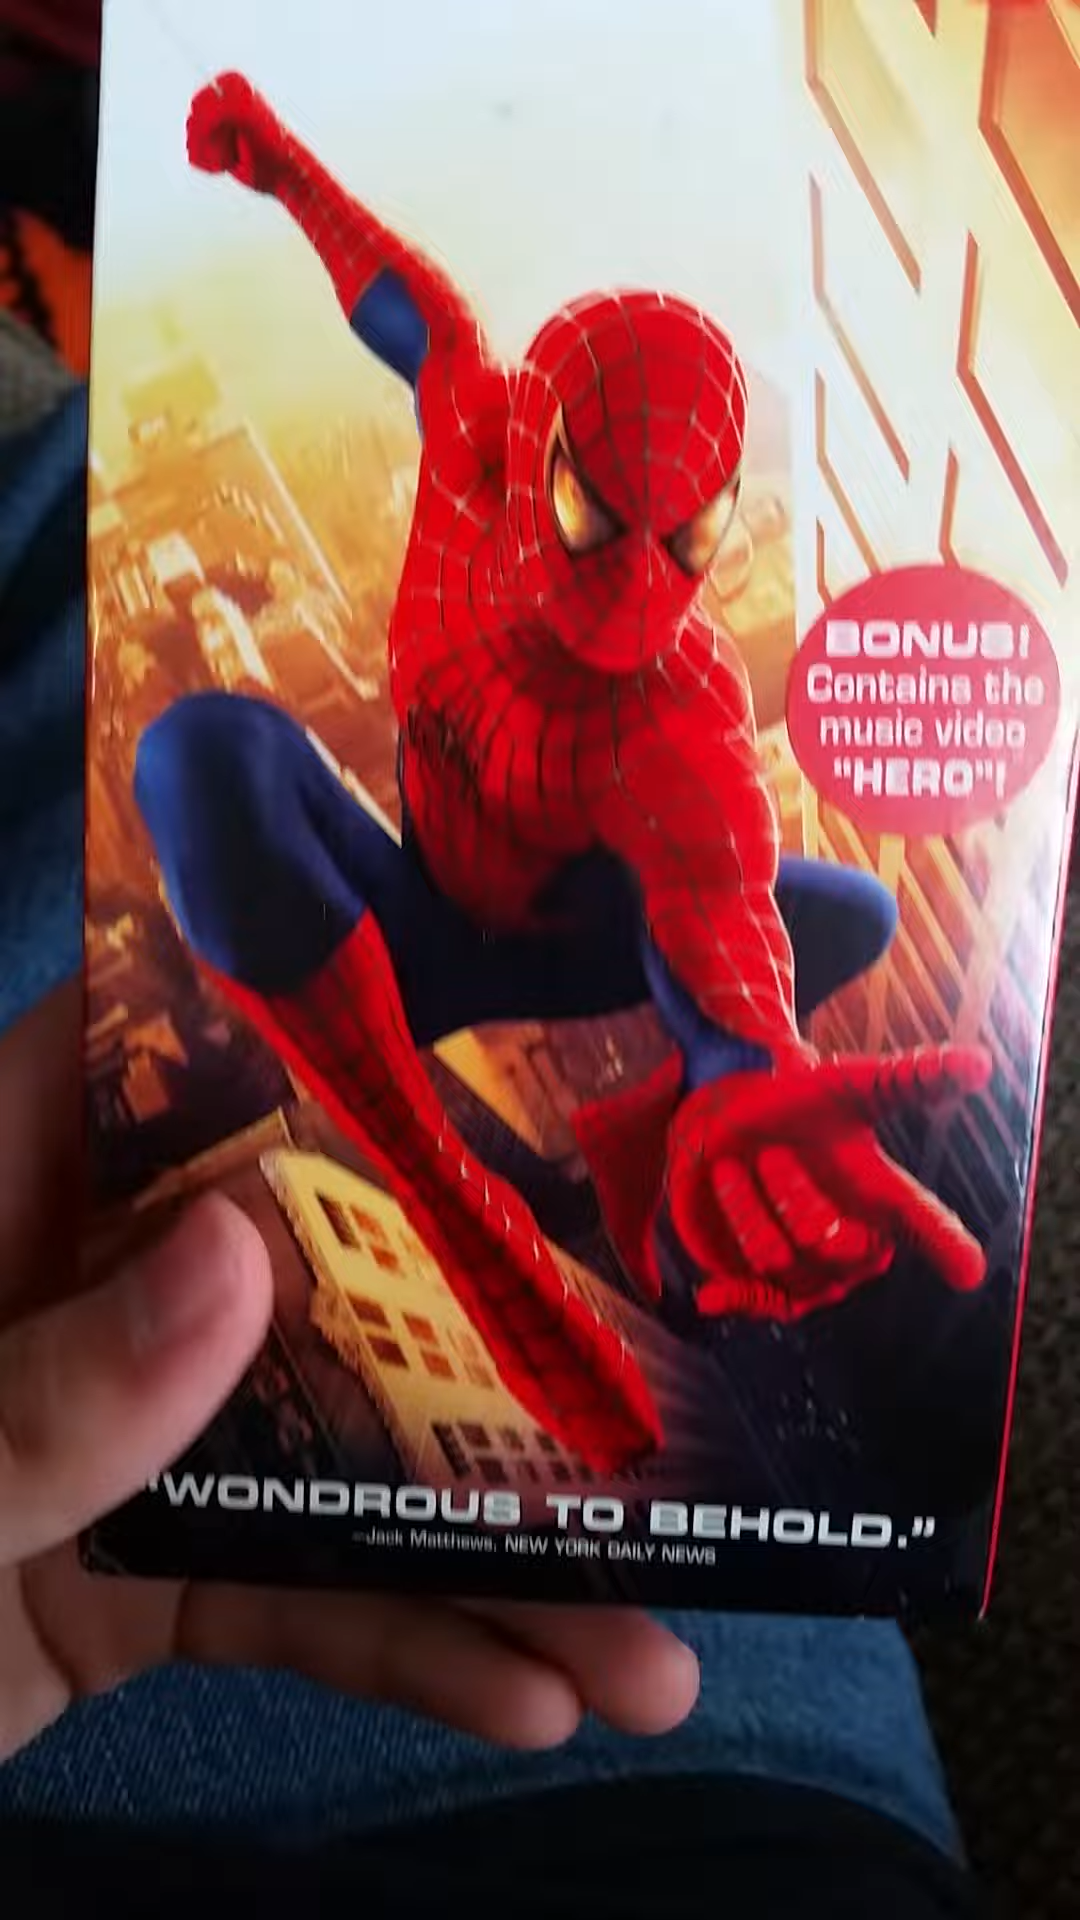 BONUS!
Contains the
music video
"HERO"!
"WONDROUS TO BEHOLD."
–Jack Matthews, NEW YORK DAILY NEWS